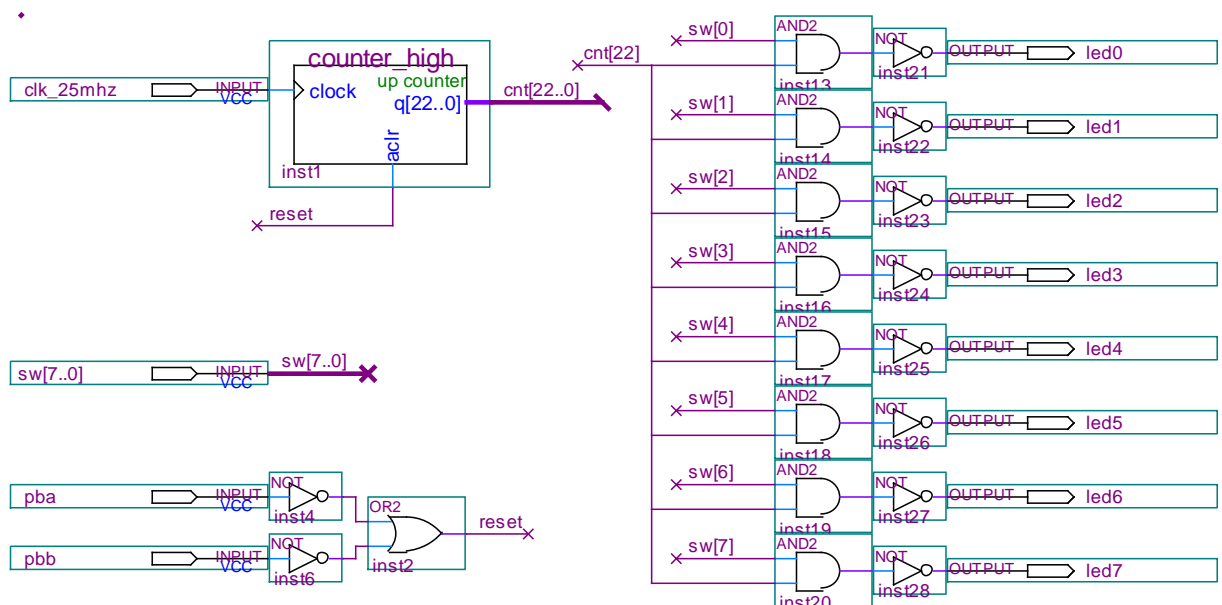 counter_high
up counter
clock
q[22..0]
aclr
inst1
clk_25mhz
INPUT
VCC
cnt[22..0]
reset
sw[7..0]
INPUT
VCC
sw[7..0]
pba
INPUT
VCC
NOT
inst4
pbb
INPUT
VCC
NOT
inst6
OR2
inst2
reset
cnt[22]
sw[0]
AND2
inst13
NOT
inst21
OUTPUT
led0
sw[1]
inst14
NOT
inst22
OUTPUT
led1
sw[2]
AND2
inst15
NOT
inst23
OUTPUT
led2
sw[3]
AND2
inst16
NOT
inst24
OUTPUT
led3
sw[4]
AND2
inst17
NOT
inst25
OUTPUT
led4
sw[5]
AND2
inst18
NOT
inst26
OUTPUT
led5
sw[6]
AND2
inst19
NOT
inst27
OUTPUT
led6
sw[7]
AND2
inst20
NOT
inst28
OUTPUT
led7